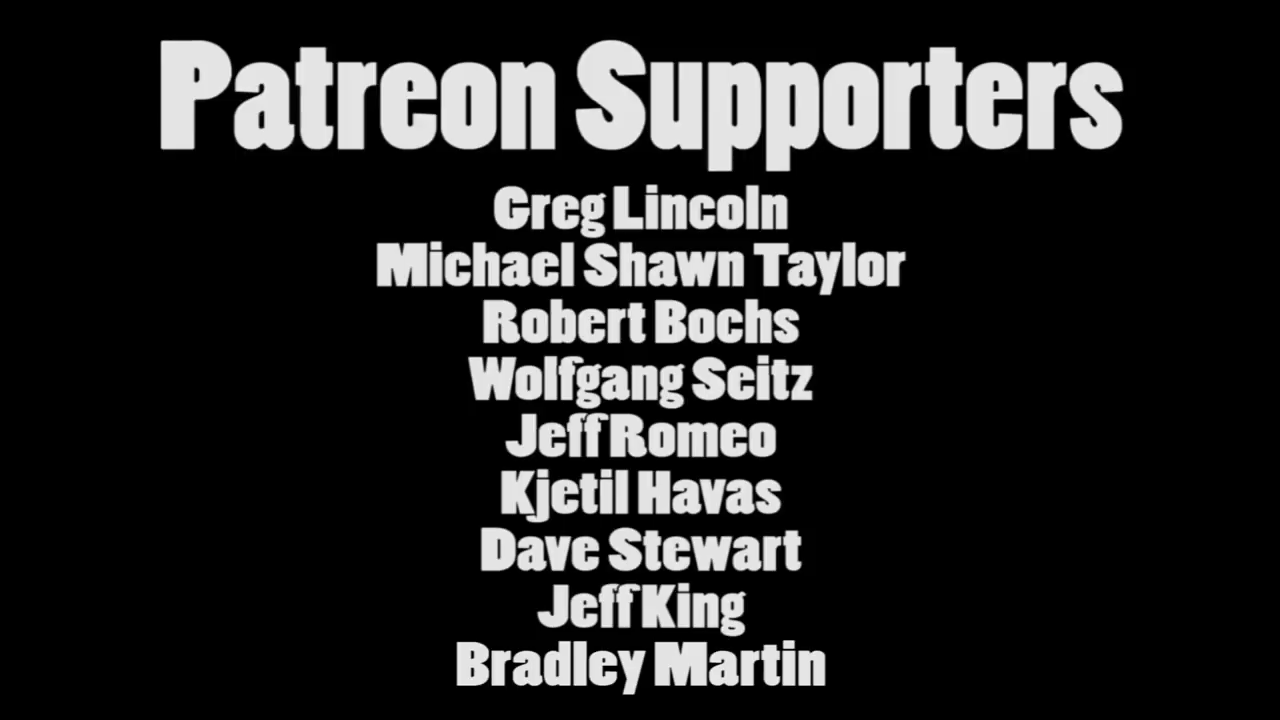 Patreon Supporters
Greg Lincoln
Michael Shawn Taylor
Robert Bochs
Wolfgang Seitz
Jeff Romeo
Kjetil Havas
Dave Stewart
Jeff King
Bradley Martin